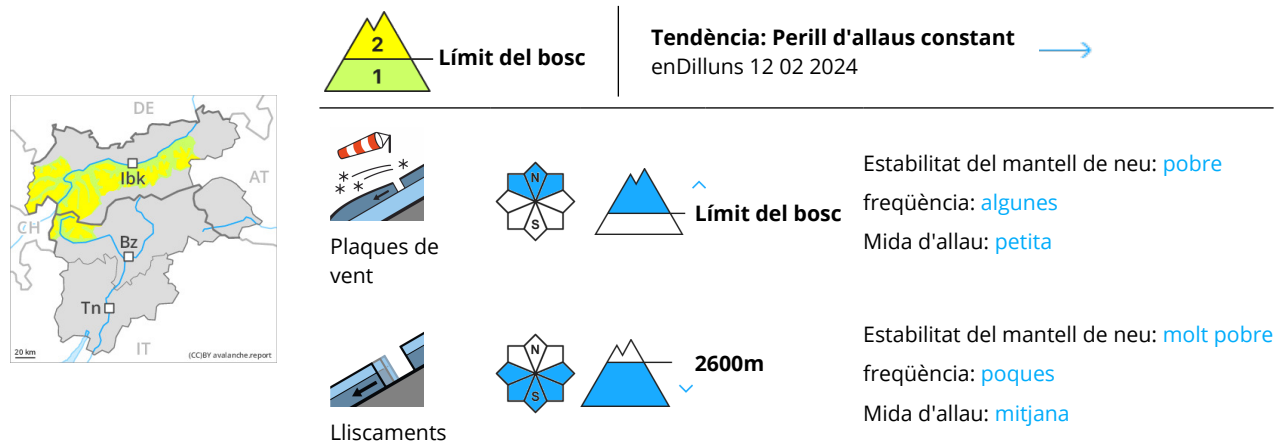 2
1
Límit del bosc
Tendència: Perill d'allaus constant
enDilluns 12 02 2024
DE
AT
Ibk
CH
Bz
Tn
IT
20 km
(CC)BY avalanche.report
Plaques de
vent
N
S
Límit del bosc
Estabilitat del mantell de neu: pobre
freqüència: algunes
Mida d'allau: petita
Lliscaments
N
S
2600m
Estabilitat del mantell de neu: molt pobre
freqüència: poques
Mida d'allau: mitjana